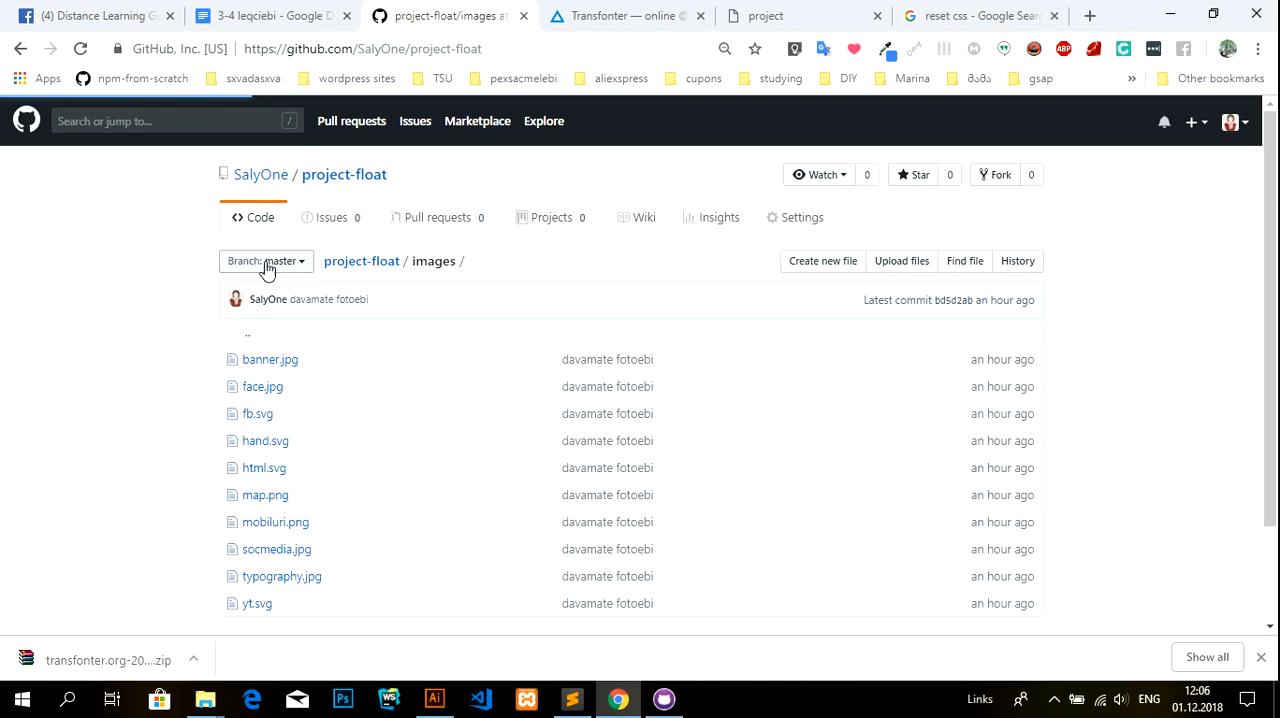 (4) Distance Learning G
3-4 leqciebi - Google D
project-float/images at
Transfonter — online @
project
reset css - Google Sear
GitHub, Inc. [US] | https://github.com/SalyOne/project-float
Apps
npm-from-scratch
sxvadasxva
wordpress sites
TSU
pexsacmelebi
aliexspress
cuponi
studying
DIY
Marina
მამა
gsap
»
Other bookmarks
Search or jump to...
/
Pull requests
Issues
Marketplace
Explore
SalyOne / project-float
Watch 0
Star 0
Fork 0
Code
Issues 0
Pull requests 0
Projects 0
Wiki
Insights
Settings
Branch: master
project-float / images /
Create new file
Upload files
Find file
History
SalyOne davamate fotoebi
Latest commit bd5d2ab an hour ago
..
banner.jpg davamate fotoebi an hour ago
face.jpg davamate fotoebi an hour ago
fb.svg davamate fotoebi an hour ago
hand.svg davamate fotoebi an hour ago
html.svg davamate fotoebi an hour ago
map.png davamate fotoebi an hour ago
mobiluri.png davamate fotoebi an hour ago
socmedia.jpg davamate fotoebi an hour ago
typography.jpg davamate fotoebi an hour ago
yt.svg davamate fotoebi an hour ago
transfonter.org-20....zip
Show all
Links
ENG
12:06
01.12.2018